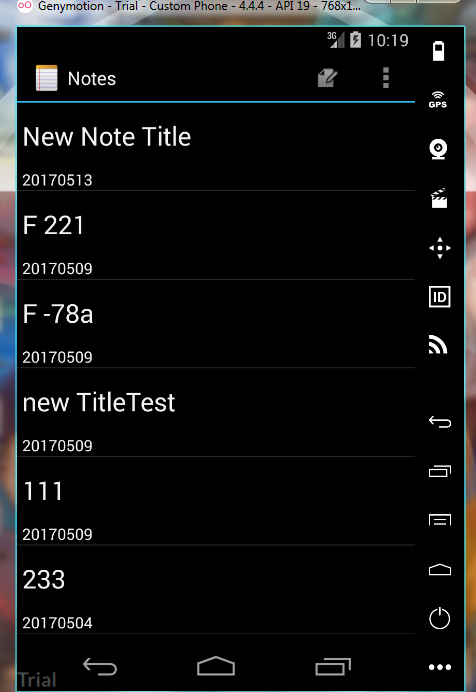 Genymotion - Trial - Custom Phone - 4.4.4 - API 19 - 768x1...
3G 10:19
Notes
GPS
New Note Title
20170513
F 221
20170509
F -78a
20170509
ID
new TitleTest
20170509
111
20170509
233
20170504
Trial